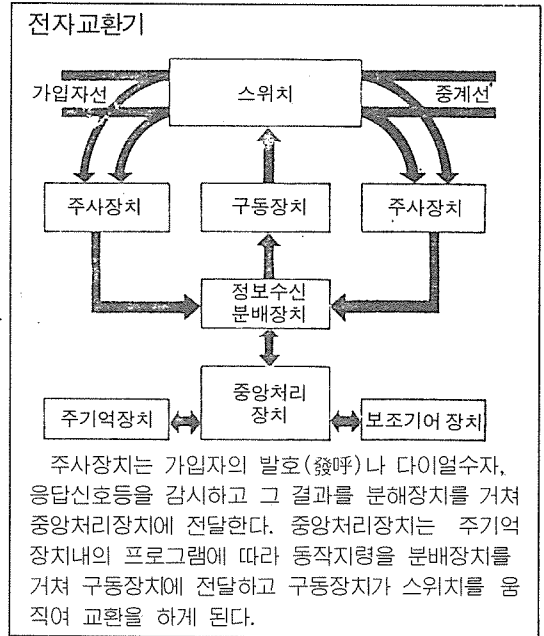 전자교환기
가입자선
스위치
중계선
주사장치
구동장치
주사장치
정보수신
분배장치
중앙처리
장치
주기억장치
보조기어 장치
주사장치는 가입자의 발호(發呼)나 다이얼수자,
응답신호등을 감시하고 그 결과를 분해장치를 거쳐
중앙처리장치에 전달한다. 중앙처리장치는 주기억
장치내의 프로그램에 따라 동작지령을 분배장치를
거쳐 구동장치에 전달하고 구동장치가 스위치를 움
직여 교환을 하게 된다.